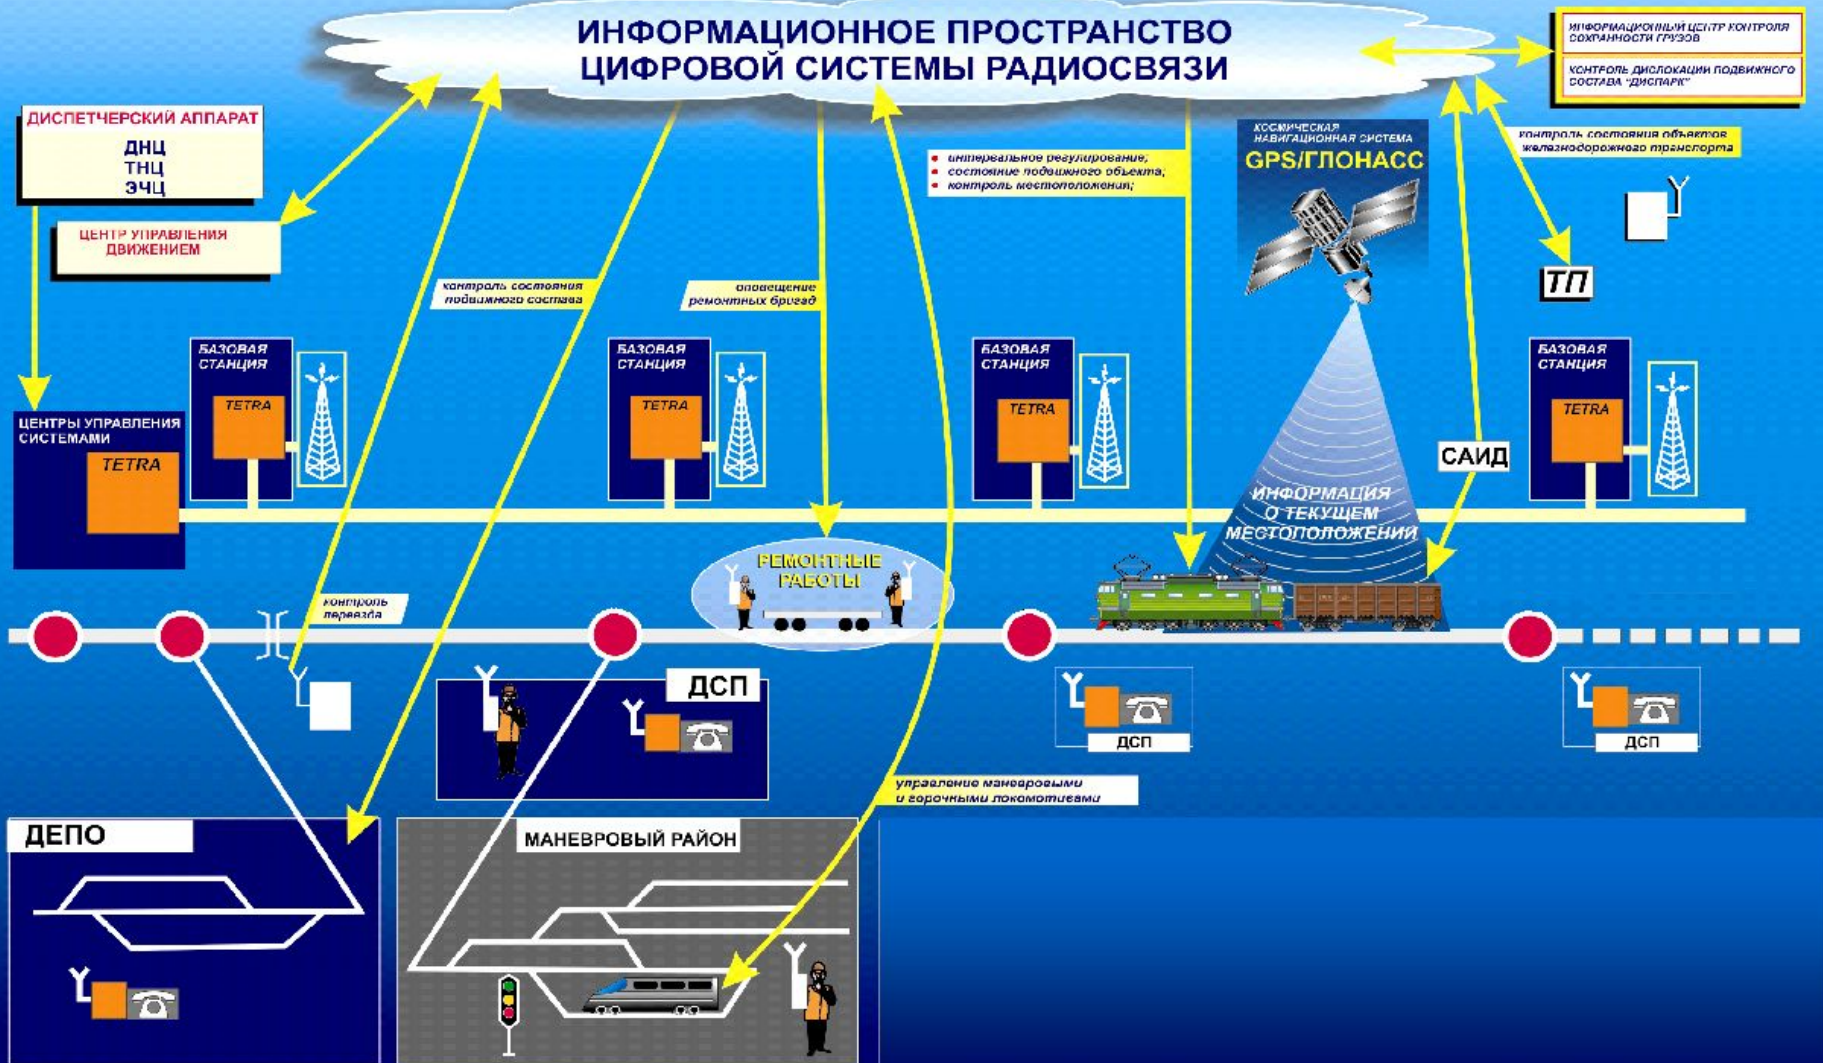 ИНФОРМАЦИОННОЕ ПРОСТРАНСТВО
ЦИФРОВОЙ СИСТЕМЫ РАДИОСВЯЗИ
ИНФОРМАЦИОННЫЙ ЦЕНТР КОНТРОЛЯ
СОХРАННОСТИ ГРУЗОВ
КОНТРОЛЬ ДИСЛОКАЦИИ ПОДВИЖНОГО
СОСТАВА "ДИСПАРК"
ДИСПЕТЧЕРСКИЙ АППАРАТ
ДНЦ
ТНЦ
ЭЧЦ
ЦЕНТР УПРАВЛЕНИЯ
ДВИЖЕНИЕМ
интервальное регулирование;
состояние подвижного объекта;
контроль местоположения;
КОСМИЧЕСКАЯ
НАВИГАЦИОННАЯ СИСТЕМА
GPS/ГЛОНАСС
контроль состояния объектов
железнодорожного транспорта
ТП
контроль состояния
подвижного состава
оповещение
ремонтных бригад
БАЗОВАЯ
СТАНЦИЯ
TETRA
БАЗОВАЯ
СТАНЦИЯ
TETRA
БАЗОВАЯ
СТАНЦИЯ
TETRA
БАЗОВАЯ
СТАНЦИЯ
TETRA
ЦЕНТРЫ УПРАВЛЕНИЯ
СИСТЕМАМИ
TETRA
САИД
ИНФОРМАЦИЯ
О ТЕКУЩЕМ
МЕСТОПОЛОЖЕНИИ
РЕМОНТНЫЕ
РАБОТЫ
контроль
переезда
ДСП
ДСП
ДСП
управление маневровыми
и горочными локомотивами
ДЕПО
МАНЕВРОВЫЙ РАЙОН